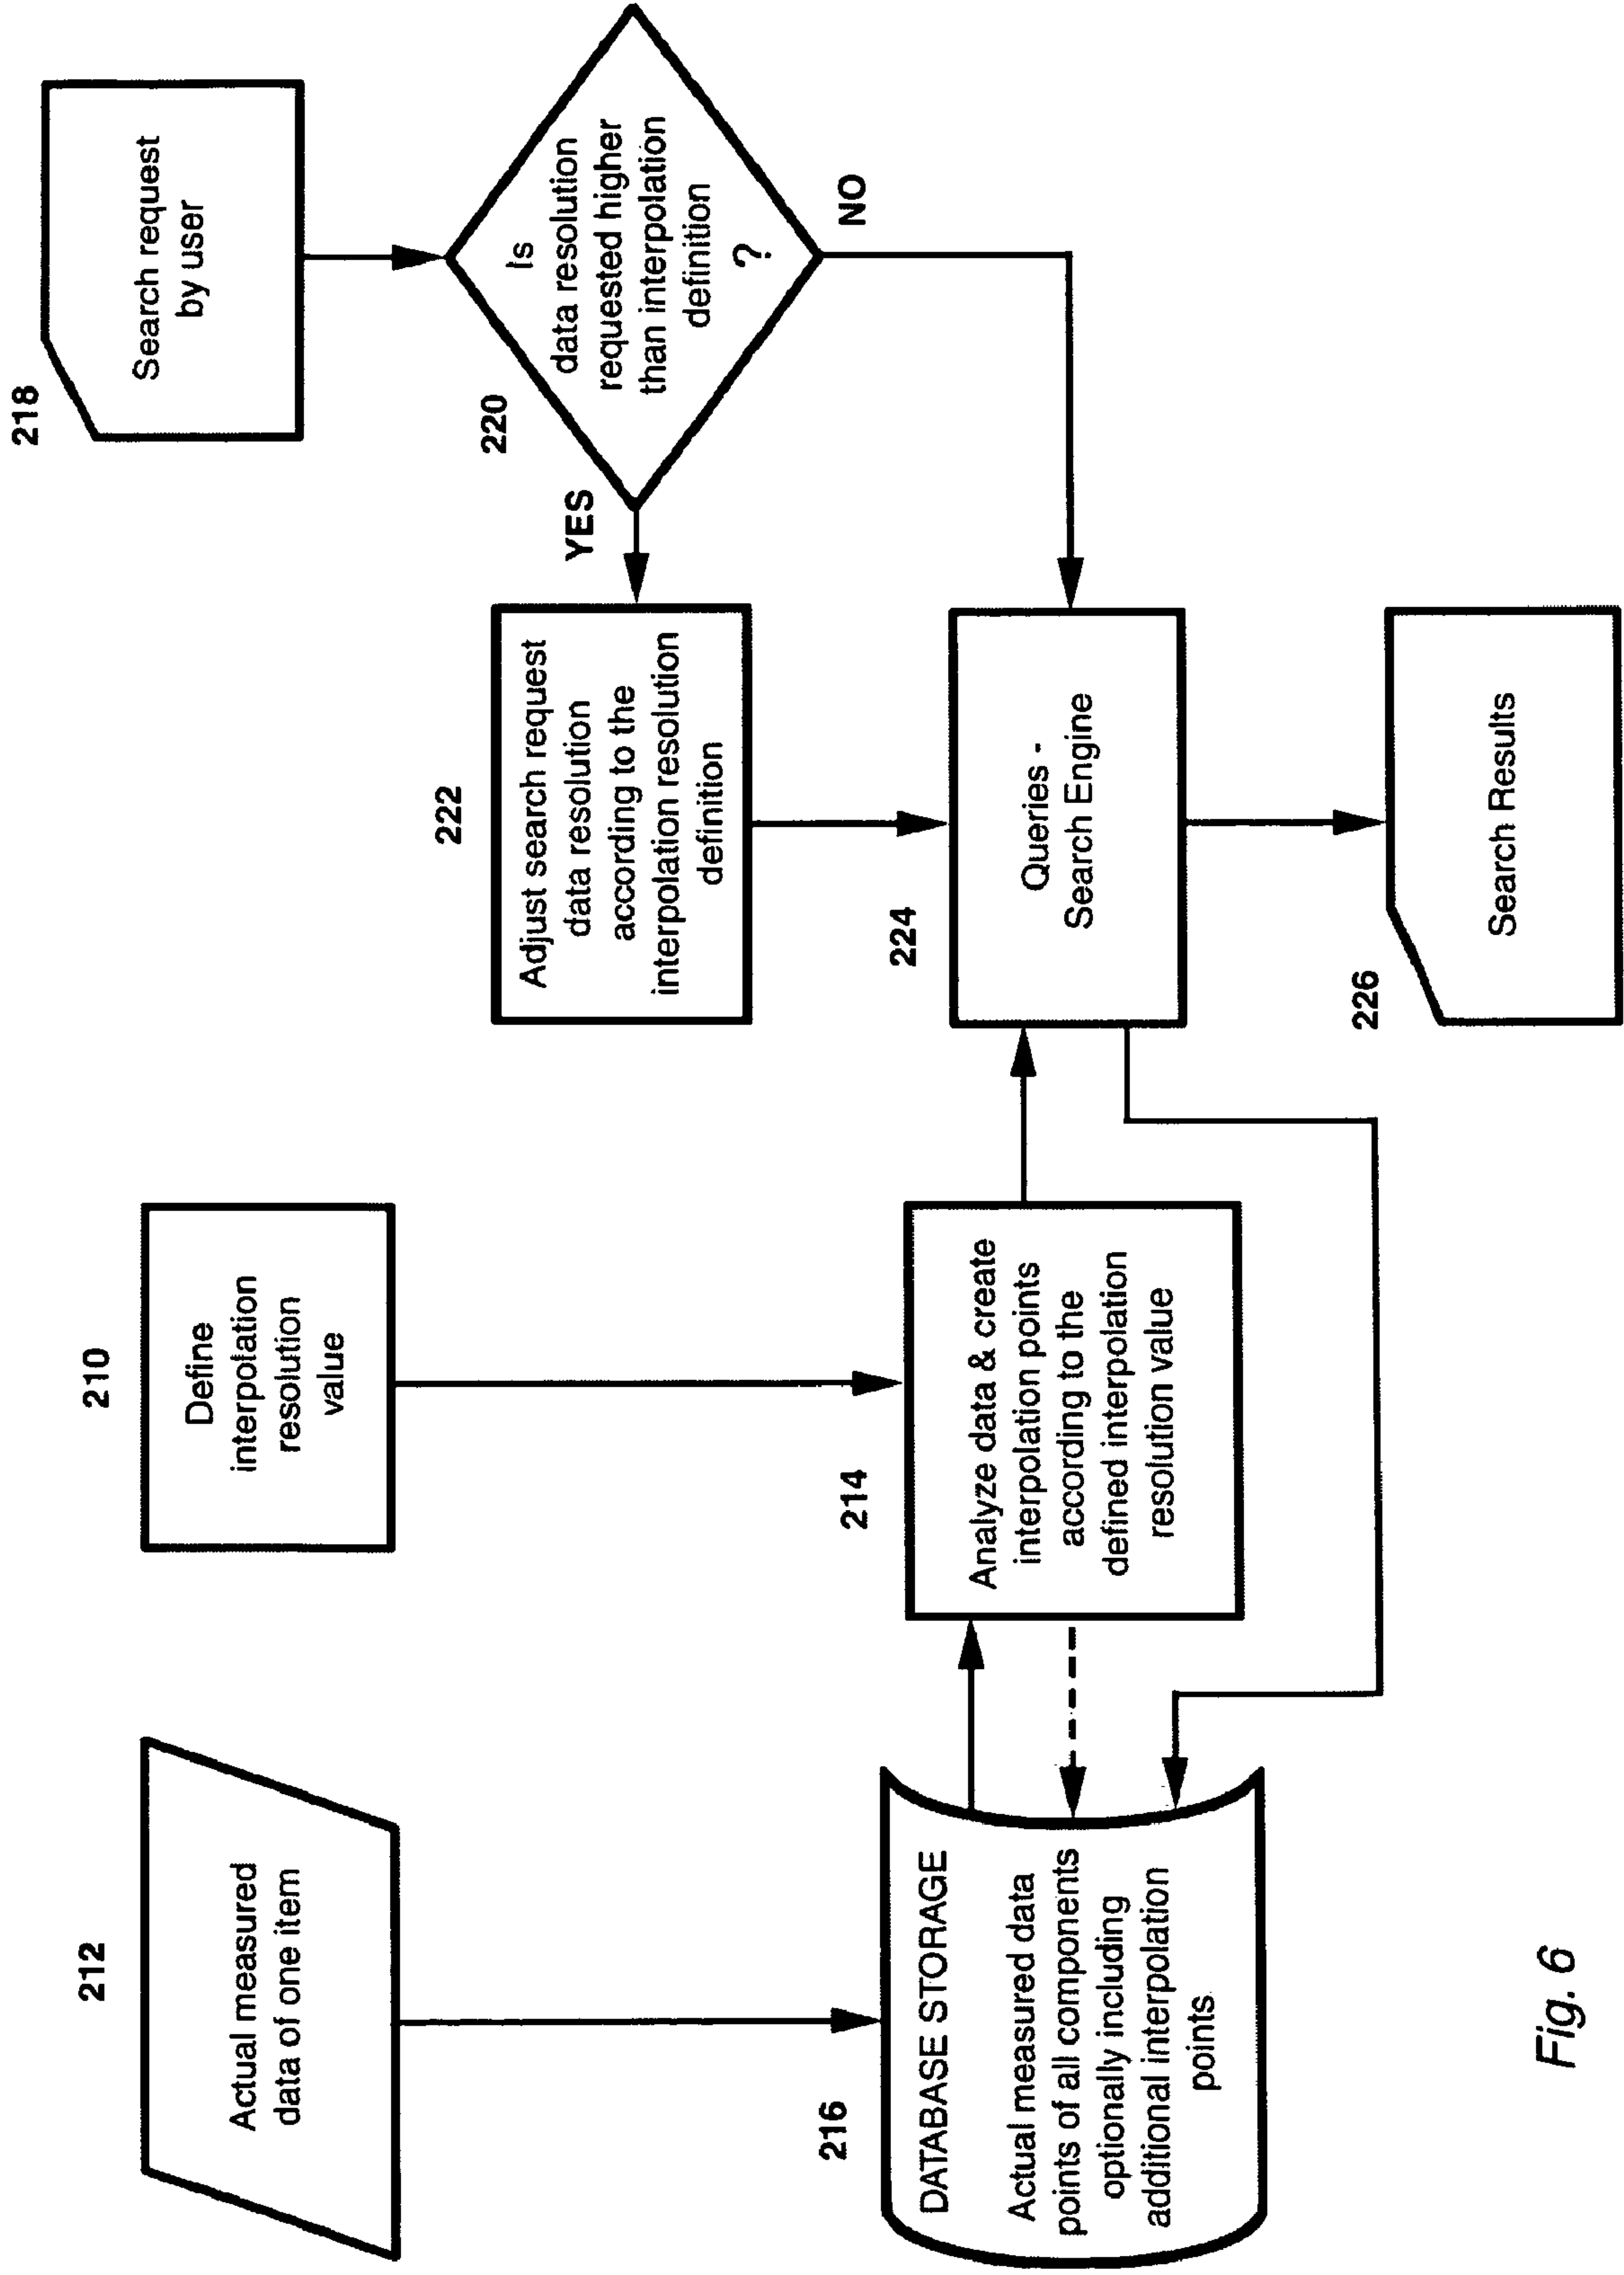 212
Actual measured
data of one item
210
Define
interpolation
resolution
value
218
Search request
by user
220
Is
data resolution
requested higher
than interpolation
definition
?
YES
NO
222
Adjust search request
data resolution
according to the
interpolation resolution
definition
216
DATABASE STORAGE
Actual measured data
points of all components
optionally including
additional interpolation
points
214
Analyze data & create
interpolation points
according to the
defined interpolation
resolution value
224
Queries -
Search Engine
226
Search Results
Fig. 6